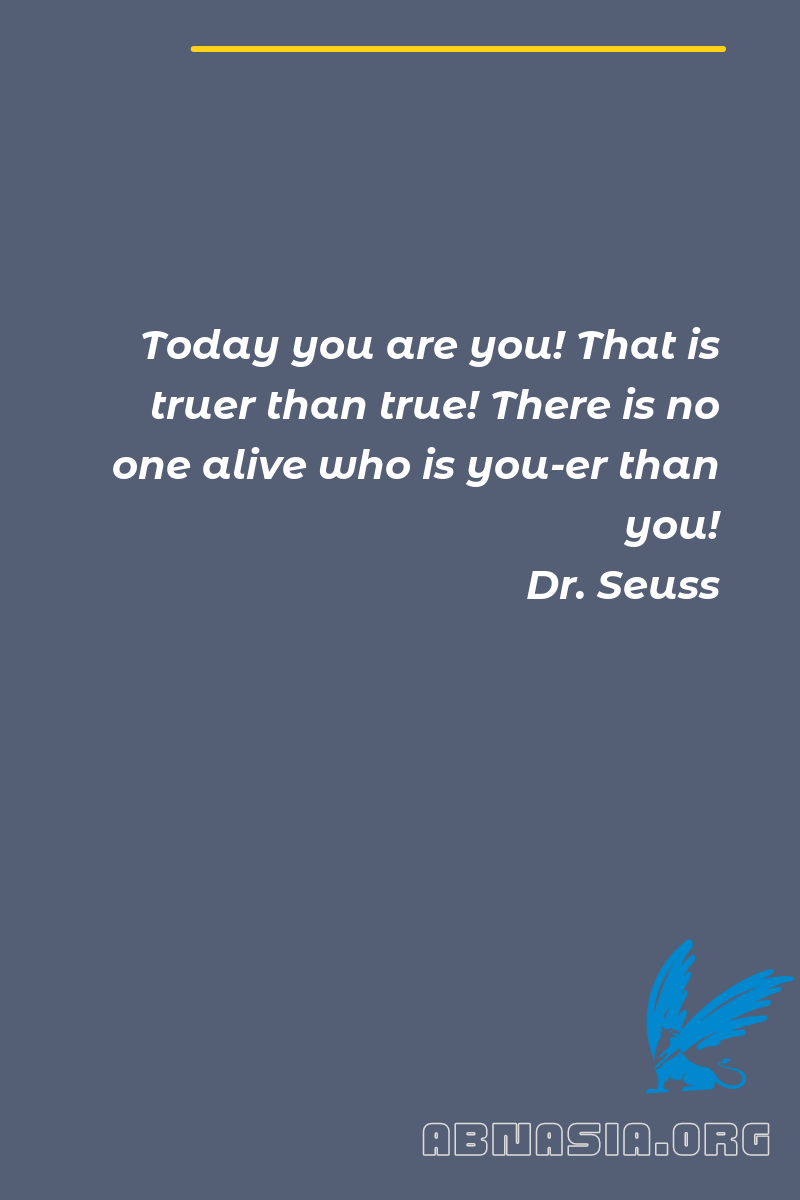 Today you are you! That is
truer than true! There is no
one alive who is you-er than
you!
Dr. Seuss
ABNASIA.ORG